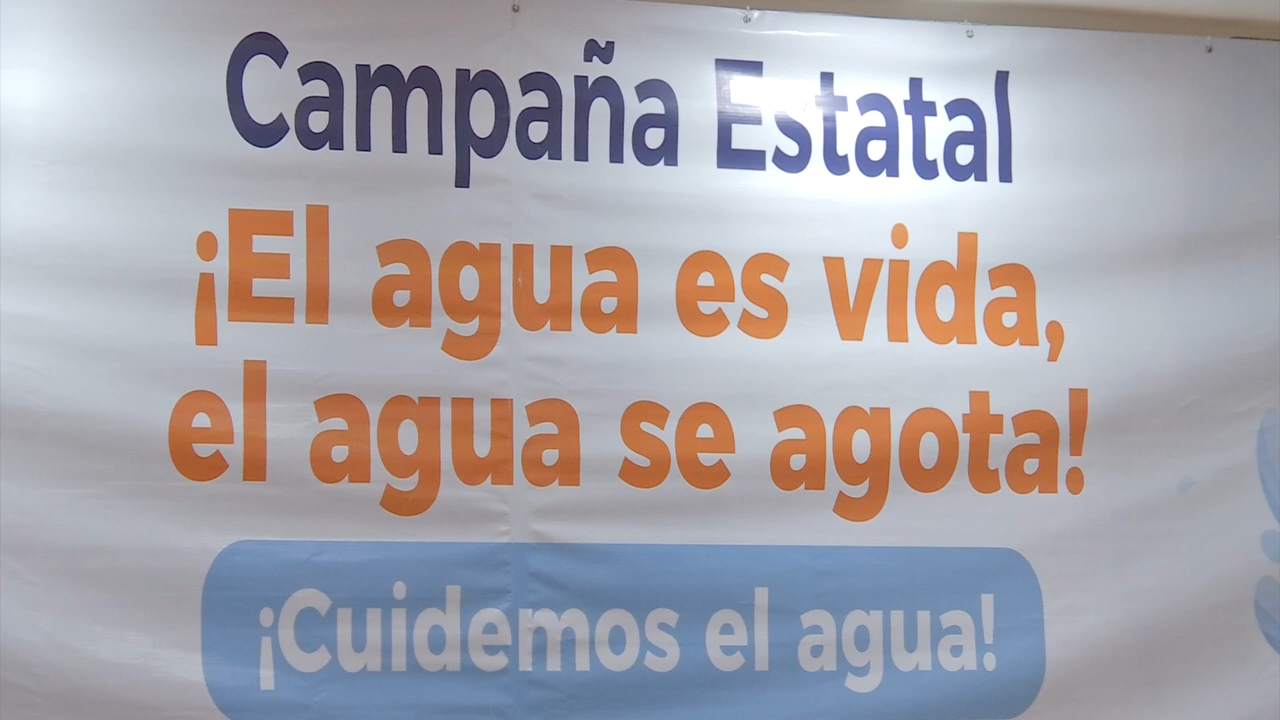 Campaña Estatal
¡El agua es vida,
el agua se agota!
¡Cuidemos el agua!